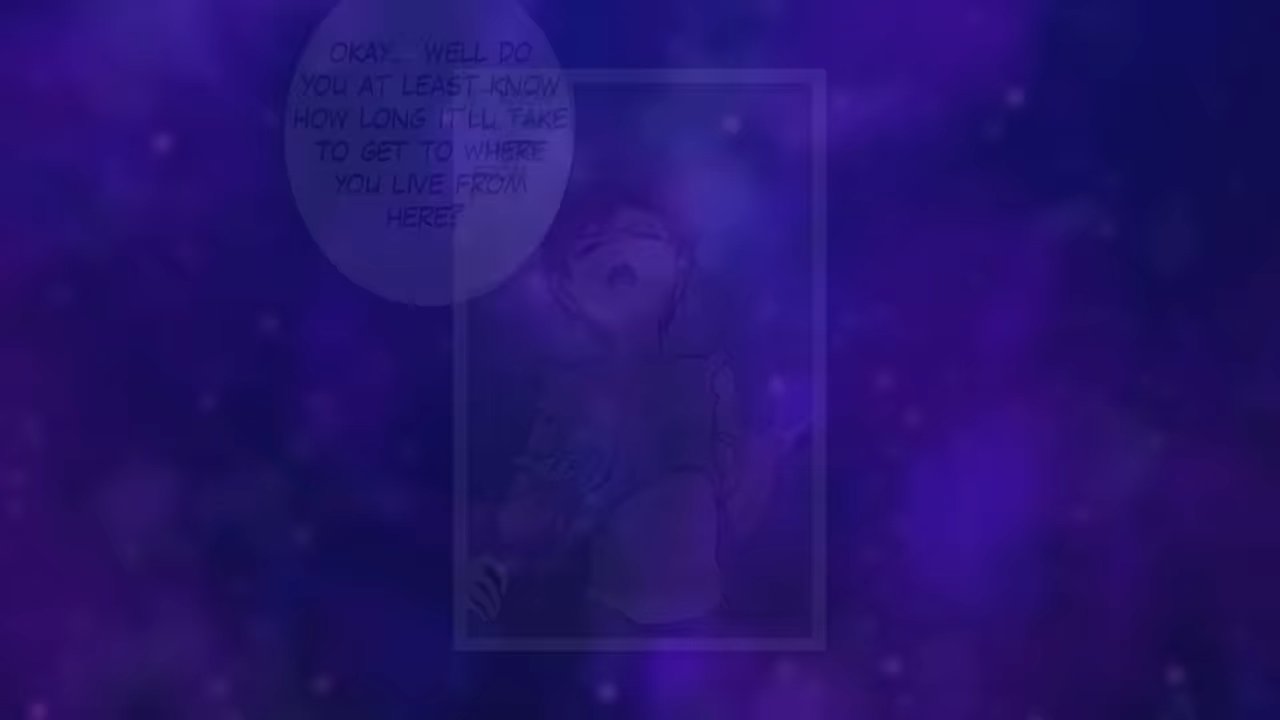 OKAY... WELL DO
YOU AT LEAST KNOW
HOW LONG IT'LL TAKE
TO GET TO WHERE
YOU LIVE FROM
HERE?